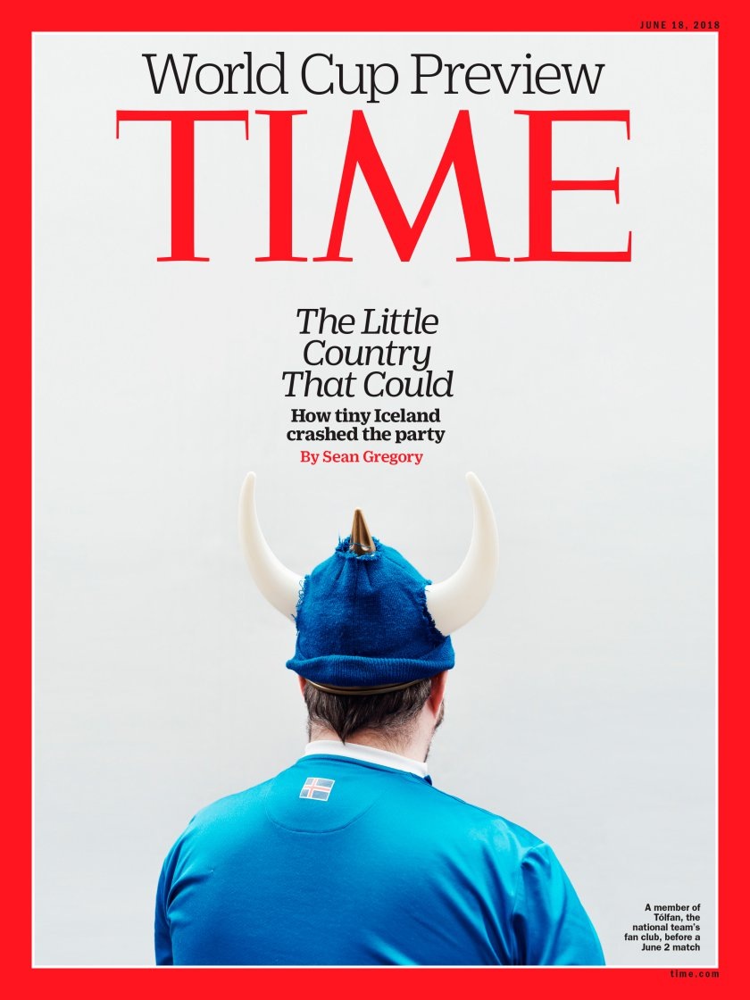 JUNE 18, 2018
World Cup Preview
TIME
The Little
Country
That Could
How tiny Iceland
crashed the party
By Sean Gregory
A member of
Tólfan, the
national team's
fan club, before a
June 2 match
time.com